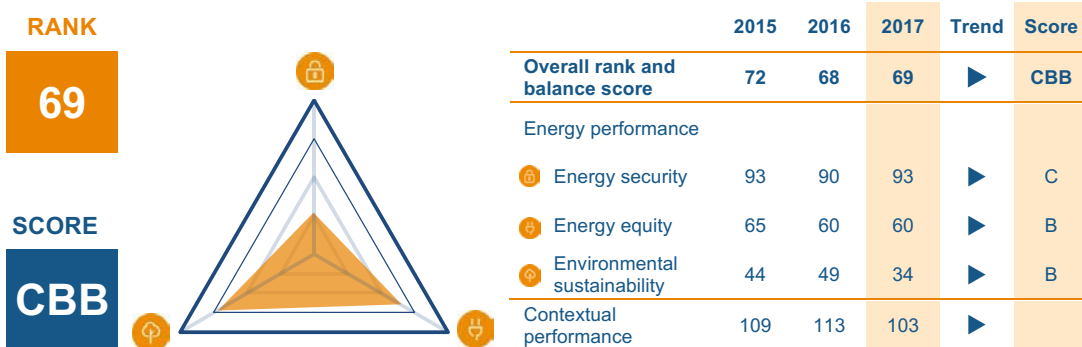 RANK
69
SCORE
CBB
2015 2016 2017 Trend Score
Overall rank and
balance score 72 68 69 CBB
Energy performance
Energy security 93 90 93 C
Energy equity 65 60 60 B
Environmental
sustainability 44 49 34 B
Contextual
performance 109 113 103